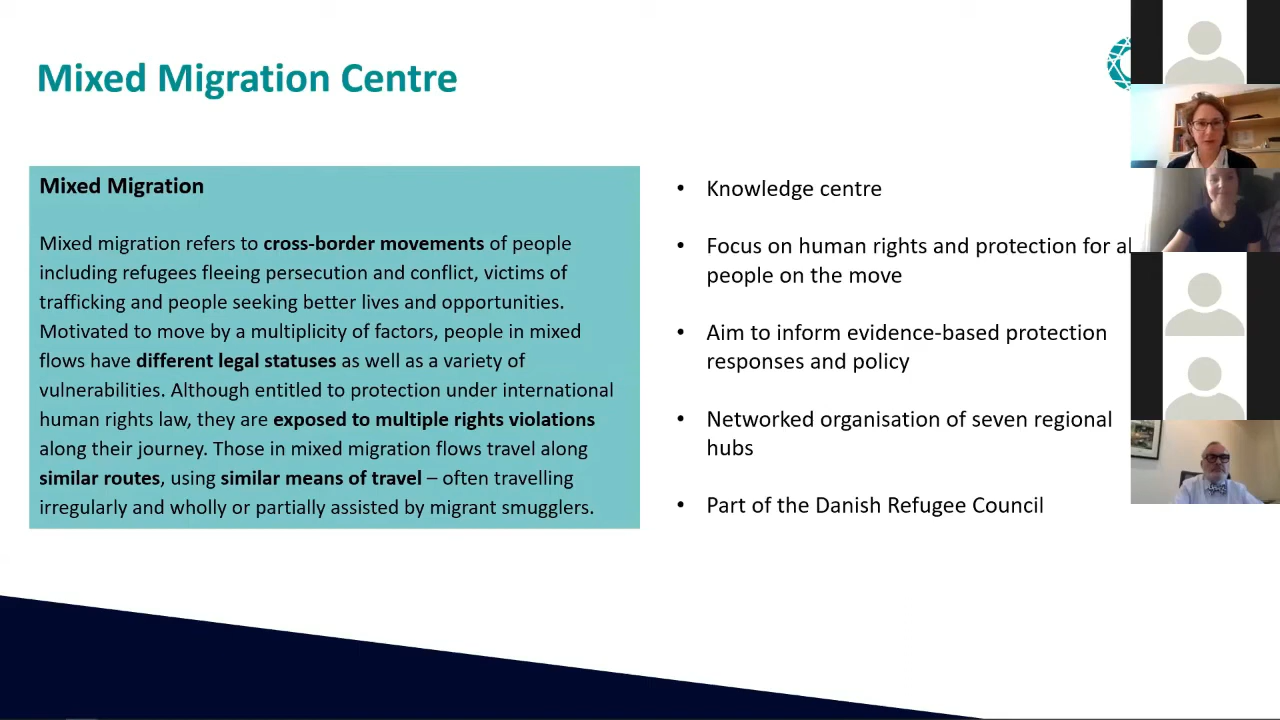 Mixed Migration Centre
Mixed Migration
Mixed migration refers to cross-border movements of people
including refugees fleeing persecution and conflict, victims of
trafficking and people seeking better lives and opportunities.
Motivated to move by a multiplicity of factors, people in mixed
flows have different legal statuses as well as a variety of
vulnerabilities. Although entitled to protection under international
human rights law, they are exposed to multiple rights violations
along their journey. Those in mixed migration flows travel along
similar routes, using similar means of travel – often travelling
irregularly and wholly or partially assisted by migrant smugglers.
• Knowledge centre
• Focus on human rights and protection for al
people on the move
• Aim to inform evidence-based protection
responses and policy
• Networked organisation of seven regional
hubs
• Part of the Danish Refugee Council